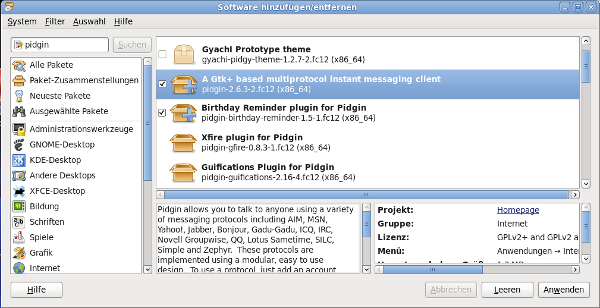 Software hinzufügen/entfernen
System Filter Auswahl Hilfe
pidgin
Suchen
Alle Pakete
Paket-Zusammenstellungen
Neueste Pakete
Ausgewählte Pakete
Administrationswerkzeuge
GNOME-Desktop
KDE-Desktop
Andere Desktops
XFCE-Desktop
Bildung
Schriften
Spiele
Grafik
Internet
Gyachi Prototype theme
gyachi-pidgy-theme-1.2.7-2.fc12 (x86_64)
A Gtk+ based multiprotocol instant messaging client
pidgin-2.6.3-2.fc12 (x86_64)
Birthday Reminder plugin for Pidgin
pidgin-birthday-reminder-1.5-1.fc12 (x86_64)
Xfire plugin for Pidgin
pidgin-gfire-0.8.3-1.fc12 (x86_64)
Guifications Plugin for Pidgin
pidgin-guifications-2.16-4.fc12 (x86_64)
Pidgin allows you to talk to anyone using a variety
of messaging protocols including AIM, MSN,
Yahoo!, Jabber, Bonjour, Gadu-Gadu, ICQ, IRC,
Novell Groupwise, QQ, Lotus Sametime, SILC,
Simple and Zephyr. These protocols are
implemented using a modular, easy to use
design. To use a protocol, just add an account
Projekt: Homepage
Gruppe: Internet
Lizenz: GPLv2+ and GPLv2 a
Menü: Anwendungen → Inter
Hilfe
Abbrechen
Leeren
Anwenden